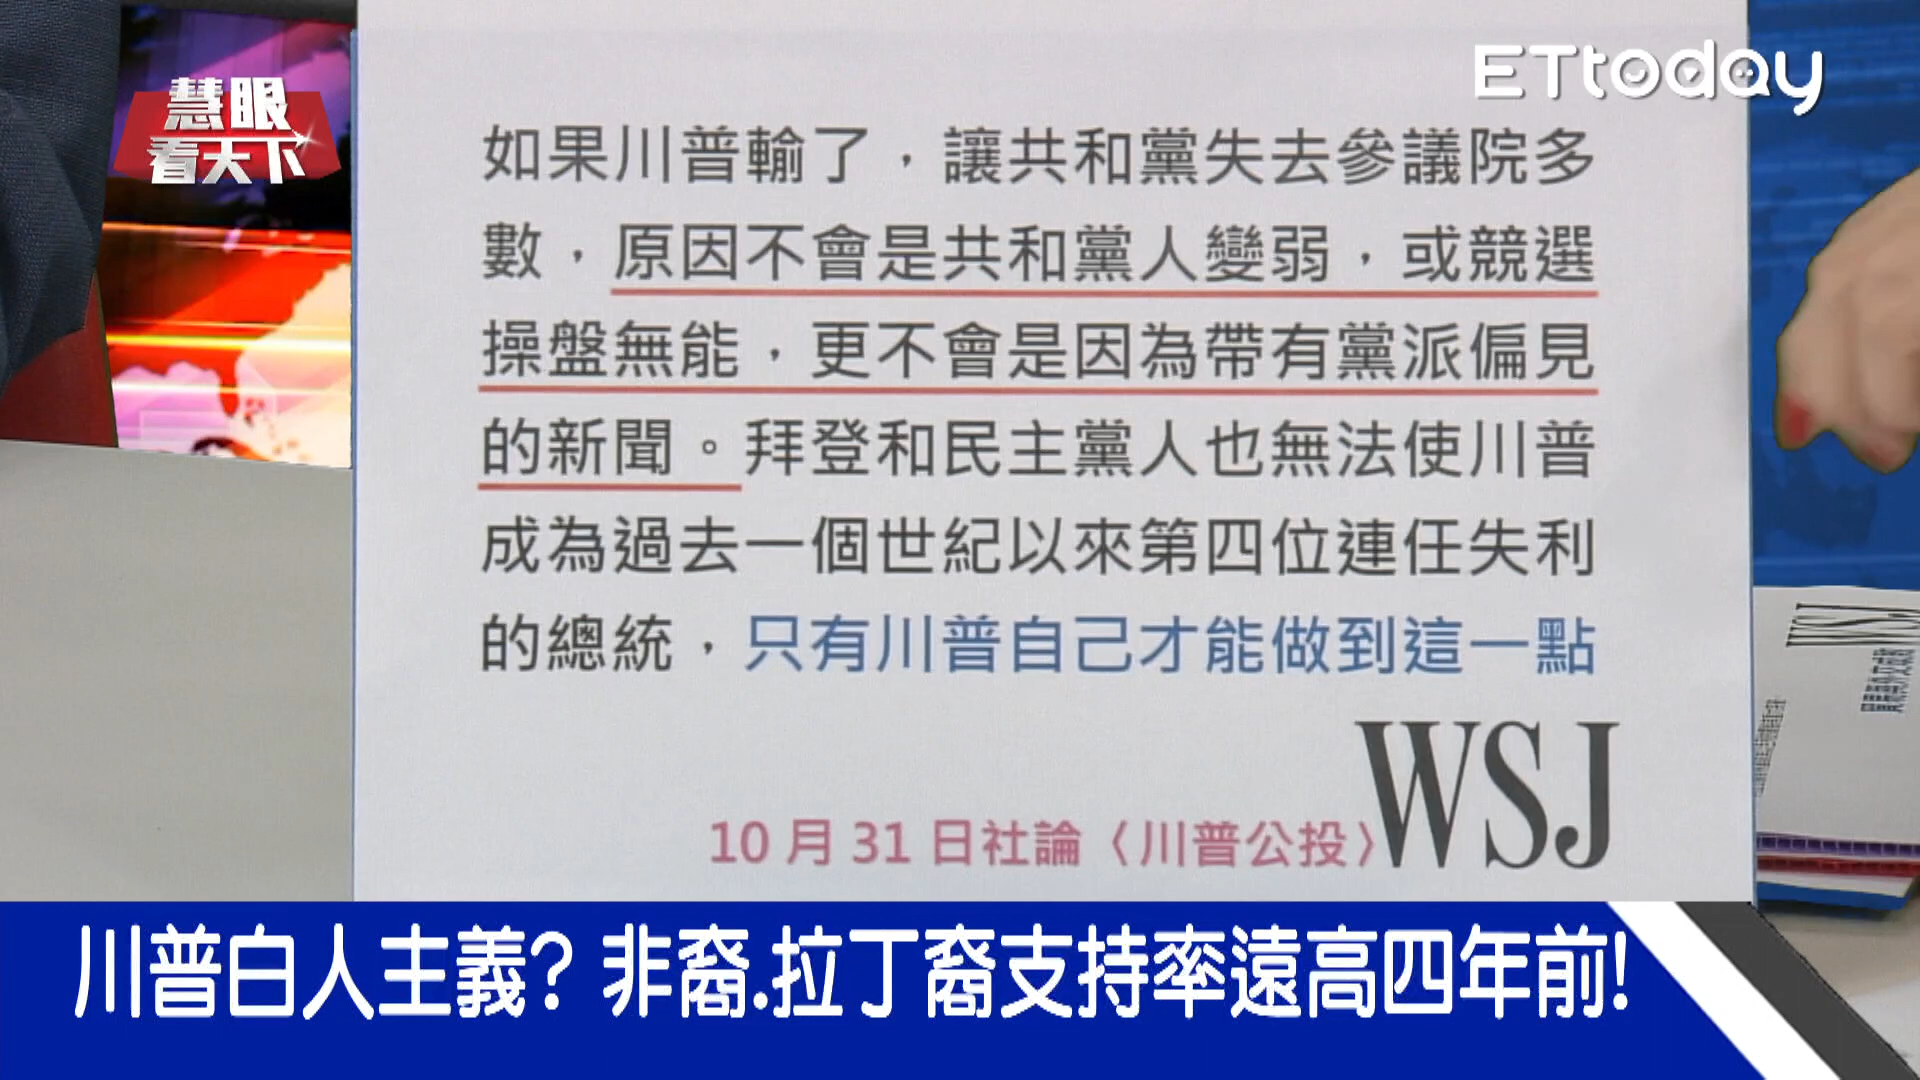 慧眼
看天下
ETtoday
如果川普輸了，讓共和黨失去參議院多
數，原因不會是共和黨人變弱，或競選
操盤無能，更不會是因為帶有黨派偏見
的新聞。拜登和民主黨人也無法使川普
成為過去一個世紀以來第四位連任失利
的總統，只有川普自己才能做到這一點
WSJ
10月31日社論〈川普公投〉
WSJ
川普白人主義？非裔.拉丁裔支持率遠高四年前!